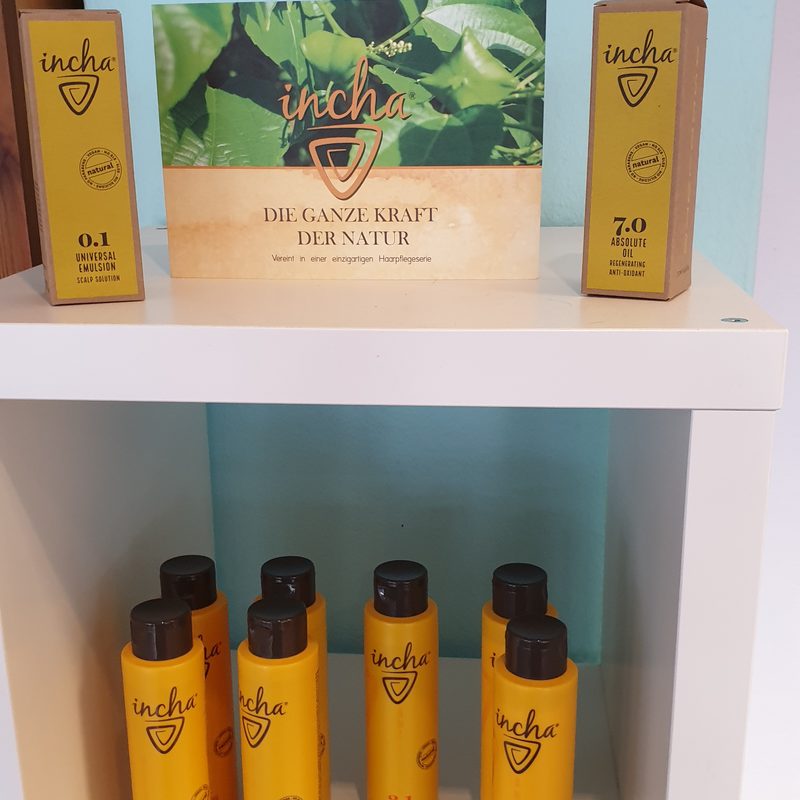 incha®
natural
0.1
UNIVERSAL
EMULSION
SCALP SOLUTION
incha®
DIE GANZE KRAFT
DER NATUR
Vereint in einer einzigartigen Haarpflegeserie
incha®
natural
7.0
ABSOLUTE
OIL
REGENERATING
ANTI-OXIDANT
incha®
incha®
incha®
incha®